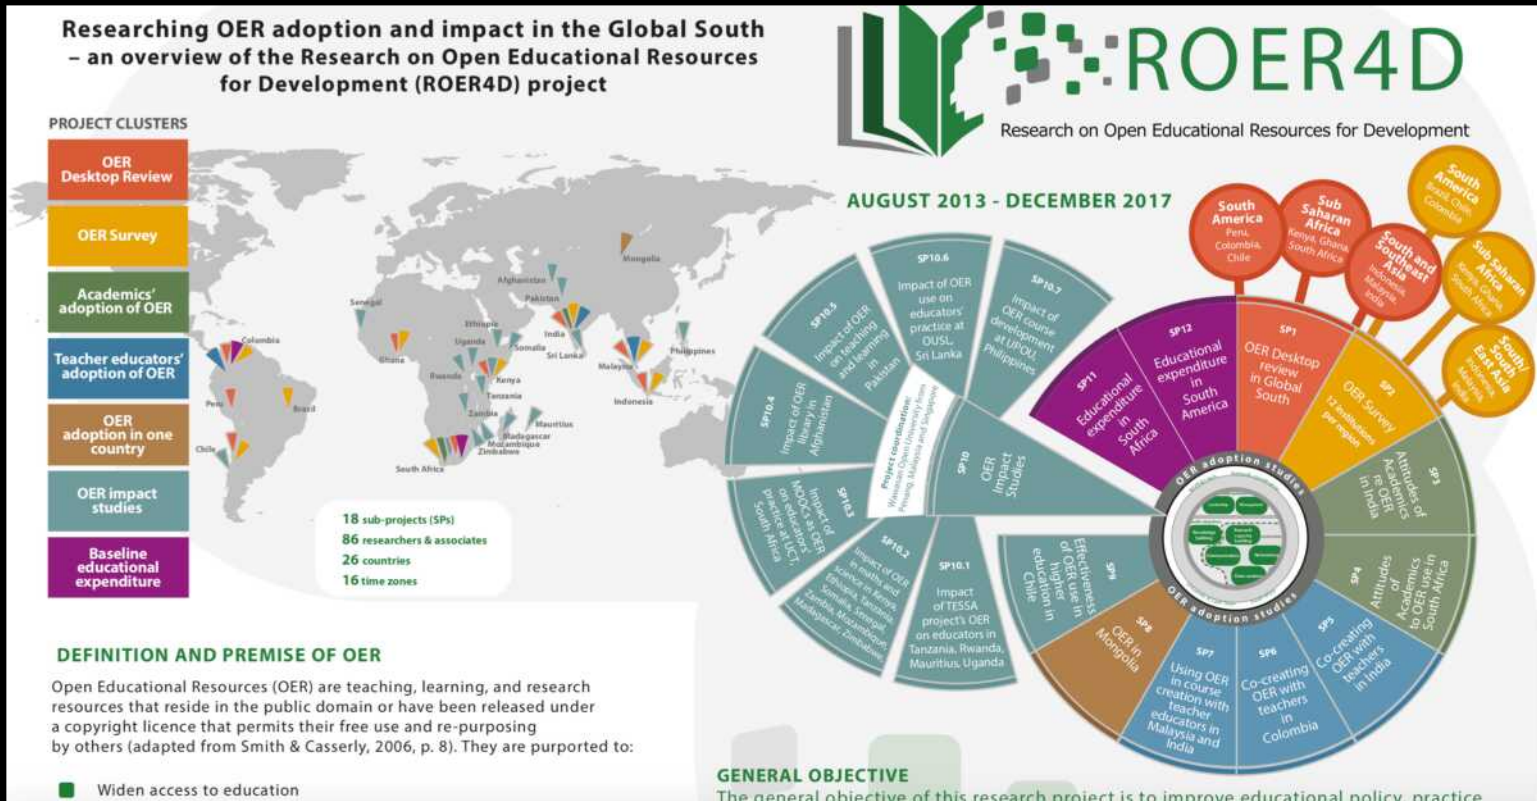 Researching OER adoption and impact in the Global South
– an overview of the Research on Open Educational Resources
for Development (ROER4D) project
ROER4D
Research on Open Educational Resources for Development
AUGUST 2013 - DECEMBER 2017
PROJECT CLUSTERS
OER
Desktop Review
OER Survey
Academics'
adoption of OER
Teacher educators'
adoption of OER
OER
adoption in one
country
OER impact
studies
Baseline
educational
expenditure
Mongolia
Afghanistan
Pakistan
Senegal
Ethiopia
India
Colombia
Uganda
Somalia
Sri Lanka
Philippines
Ghana
Malaysia
Rwanda
Kenya
Indonesia
Tanzania
Peru
Brazil
Zambia
Mauritius
Madagascar
Mozambique
Zimbabwe
Chile
South Africa
18 sub-projects (SPs)
86 researchers & associates
26 countries
16 time zones
South
America
Peru,
Colombia,
Chile
Sub
Saharan
Africa
Kenya, Ghana,
South Africa
South and
Southeast
Asia
Indonesia,
Malaysia,
India
South
America
Brazil, Chile,
Colombia
Sub Saharan
Africa
Kenya, Ghana,
South Africa
South/
South
East Asia
Indonesia,
Malaysia,
India
SP1
OER Desktop
review
in Global
South
SP2
OER Survey
12 institutions
per region
SP3
Attitudes of
Academics
re OER
in India
SP4
Attitudes
of
Academics
to OER use in
South Africa
SP5
Co-creating
OER with
teachers
in India
SP6
Co-creating
OER with
teachers
in
Colombia
SP7
Using OER
in course
creation with
teacher
educators in
Malaysia and
India
SP8
OER in
Mongolia
SP9
Effectiveness
of OER use in
higher
education in
Chile
SP10
OER
Impact
Studies
Project coordination:
Wawasan Open University from
Penang, Malaysia and Singapore
SP10.1
Impact
of TESSA
project's OER
on educators in
Tanzania, Rwanda,
Mauritius, Uganda
SP10.2
Impact of OER
in maths and
science in Kenya,
Ethiopia, Tanzania,
Somalia, Senegal,
Zambia, Mozambique,
Madagascar, Zimbabwe,
SP10.3
Impact of
MOOCs as OER
on educators'
practice at UCT,
South Africa
SP10.4
Impact of OER
library in
Afghanistan
SP10.5
Impact of OER
on teaching
and learning
in
Pakistan
SP10.6
Impact of OER
use on
educators'
practice at
OUSL,
Sri Lanka
SP10.7
Impact of
OER course
development
at UPOU,
Philippines
SP11
Educational
expenditure
in
South
Africa
SP12
Educational
expenditure
in
South
America
OER adoption studies
OER adoption studies
DEFINITION AND PREMISE OF OER
Open Educational Resources (OER) are teaching, learning, and research
resources that reside in the public domain or have been released under
a copyright licence that permits their free use and re-purposing
by others (adapted from Smith & Casserly, 2006, p. 8). They are purported to:
Widen access to education
GENERAL OBJECTIVE
The general objective of this research project is to improve educational policy, practice